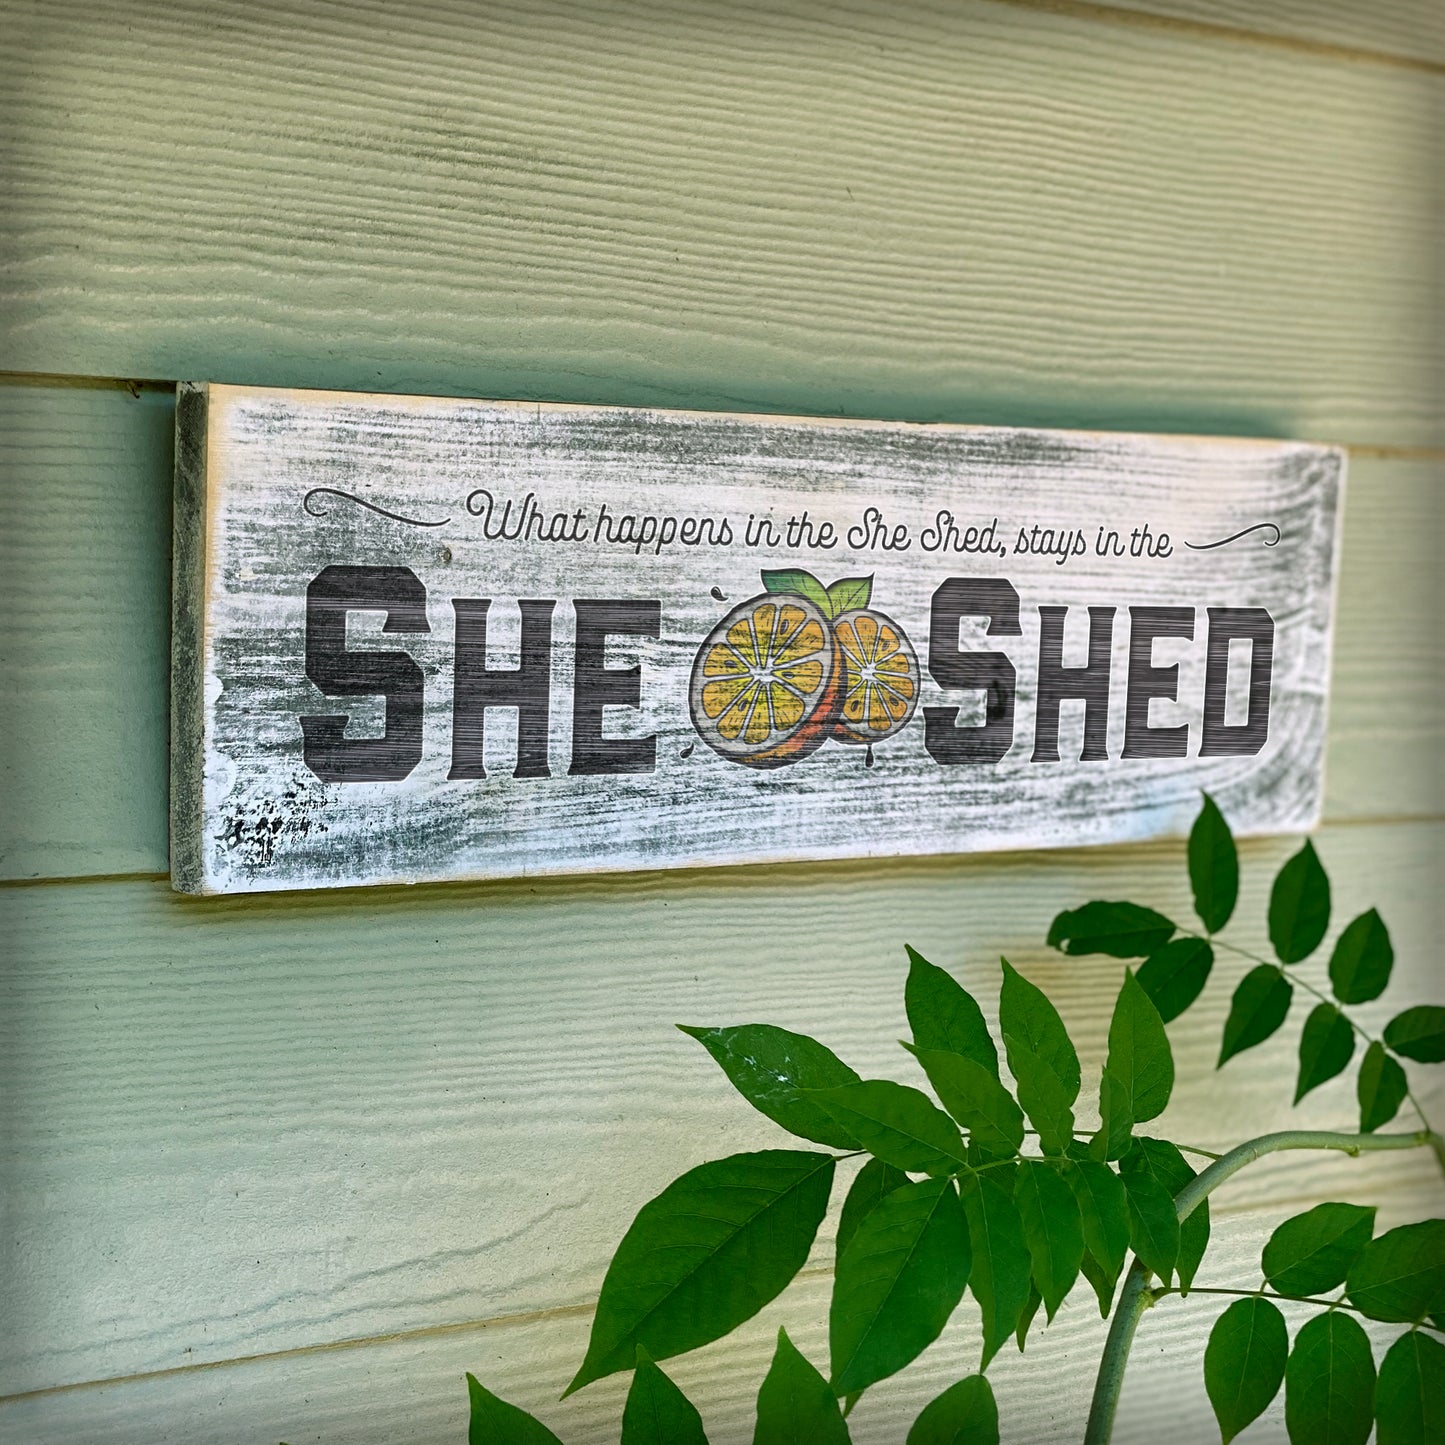 What happens in the She Shed, stays in the
She Shed